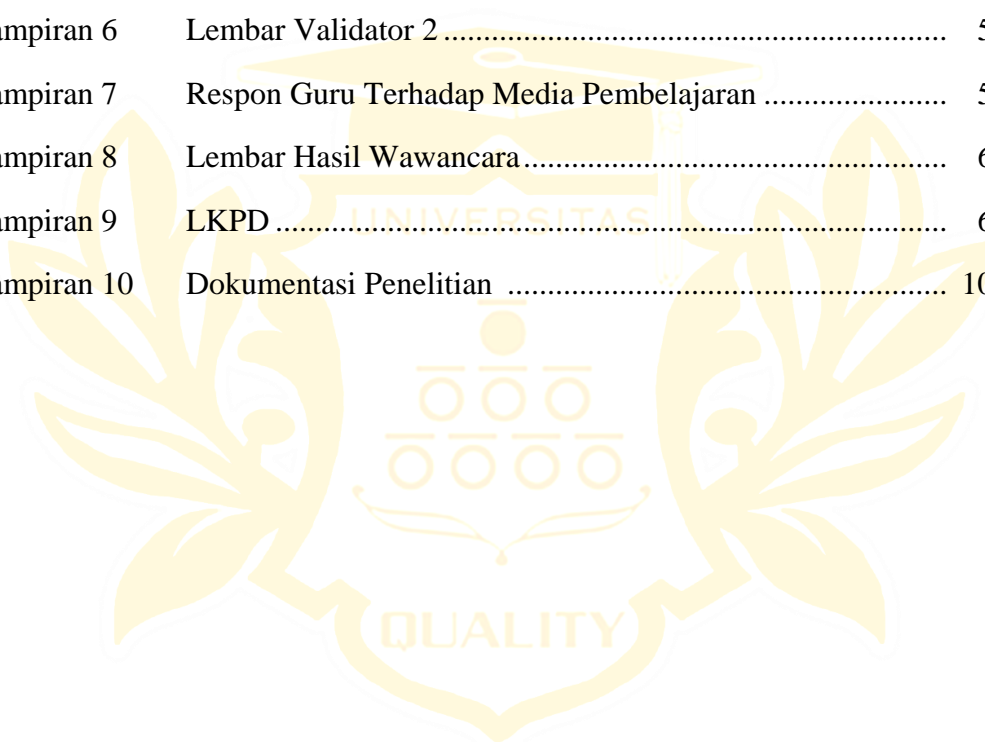 ampiran 6 Lembar Validator 2 ............................................................... 5
ampiran 7 Respon Guru Terhadap Media Pembelajaran ....................... 5
ampiran 8 Lembar Hasil Wawancara ..................................................... 6
ampiran 9 LKPD ..................................................................................... 6
UNIVERSITAS
ampiran 10 Dokumentasi Penelitian ...................................................... 10
QUALITY